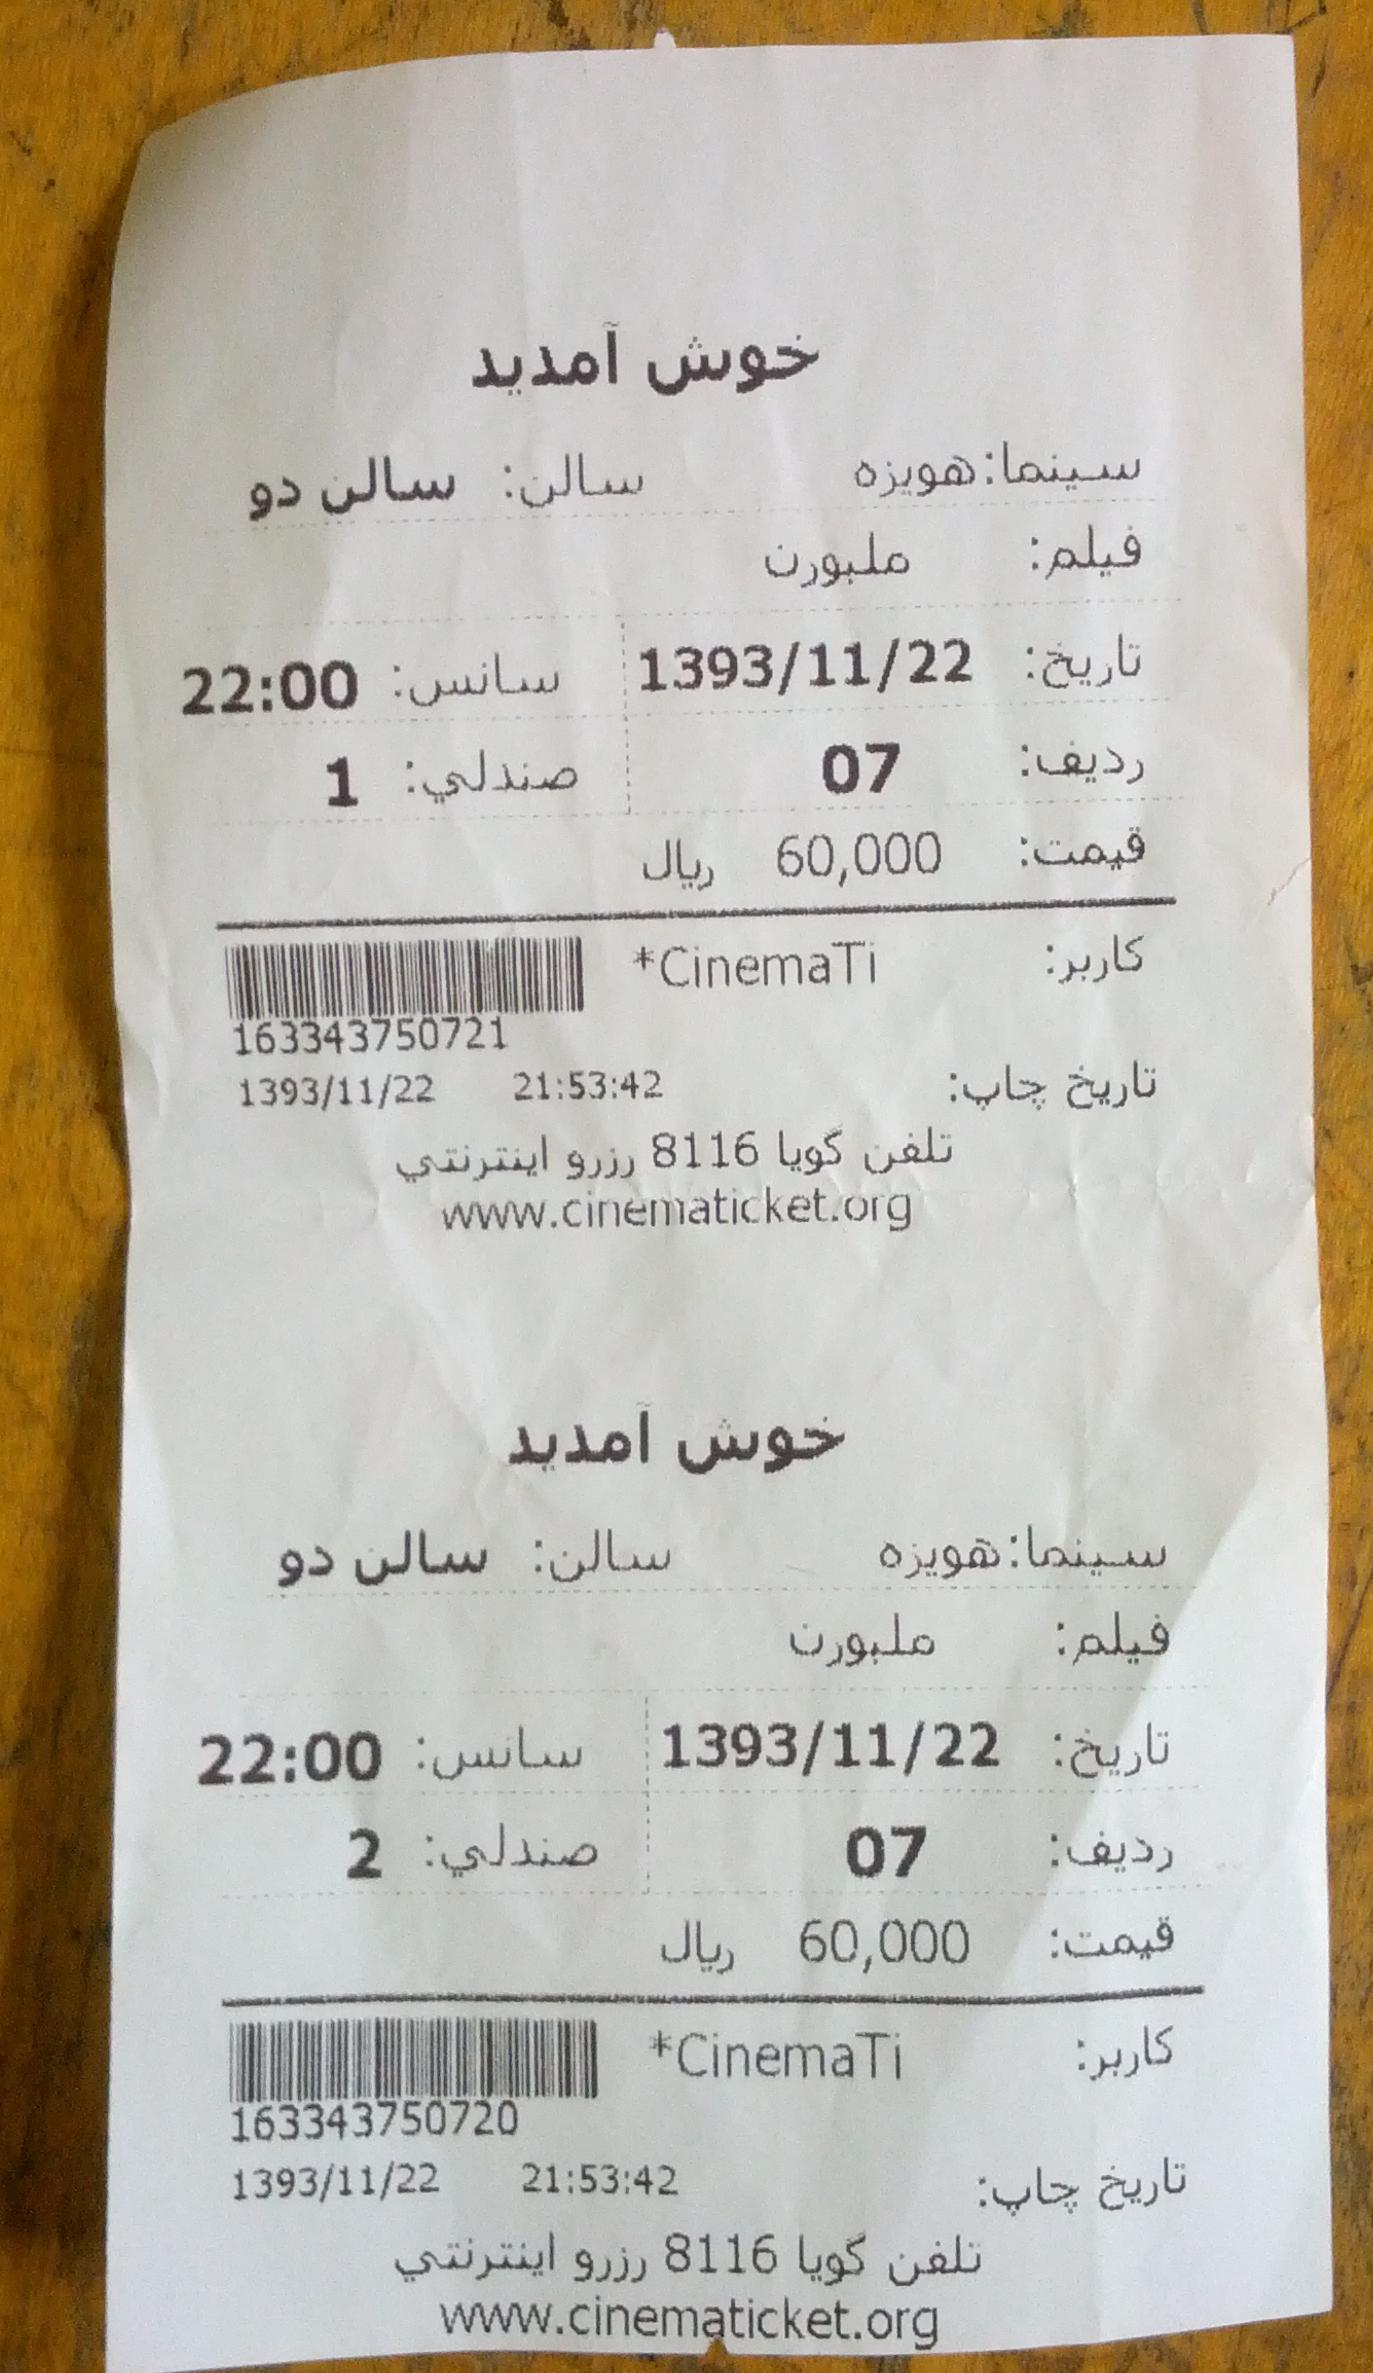 خوش آمدید
سینما:هویزه سالن: سالن دو
فیلم: ملبورن
تاریخ: 1393/11/22 سانس: 22:00
ردیف: 07 صندلي: 1
قیمت: 60,000 ریال
کاربر: CinemaTi*
163343750721
تاریخ چاپ: 21:53:42 1393/11/22
تلفن گویا 8116 رزرو اینترنتي
www.cinematicket.org
خوش آمدید
سینما:هویزه سالن: سالن دو
فیلم: ملبورن
تاریخ: 1393/11/22 سانس: 22:00
ردیف: 07 صندلي: 2
قیمت: 60,000 ریال
کاربر: CinemaTi*
163343750720
تاریخ چاپ: 21:53:42 1393/11/22
تلفن گویا 8116 رزرو اینترنتي
www.cinematicket.org